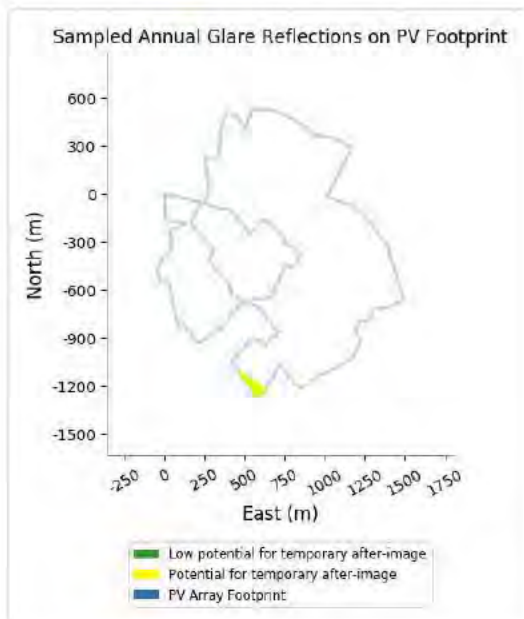 Sampled Annual Glare Reflections on PV Footprint
600
300
0
-300
-600
-900
-1200
-1500
North (m)
-250
0
250
500
750
1000
1250
1500
1750
East (m)
Low potential for temporary after-image
Potential for temporary after-image
PV Array Footprint